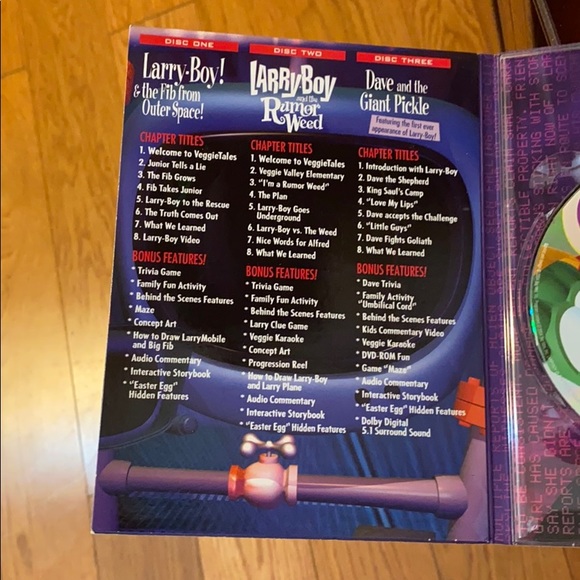 DISC ONE
Larry-Boy!
& the Fib from
Outer Space!
CHAPTER TITLES
1. Welcome to VeggieTales
2. Junior Tells a Lie
3. The Fib Grows
4. Fib Takes Junior
5. Larry-Boy to the Rescue
6. The Truth Comes Out
7. What We Learned
8. Larry-Boy Video
BONUS FEATURES!
* Trivia Game
* Family Fun Activity
* Behind the Scenes Features
* Maze
* Concept Art
* How to Draw LarryMobile
and Big Fib
* Audio Commentary
* Interactive Storybook
* "Easter Egg"
Hidden Features
DISC TWO
LARRY-BOY
and the
Rumor
Weed
CHAPTER TITLES
1. Welcome to VeggieTales
2. Veggie Valley Elementary
3. "I'm a Rumor Weed"
4. The Plan
5. Larry-Boy Goes
Underground
6. Larry-Boy vs. The Weed
7. Nice Words for Alfred
8. What We Learned
BONUS FEATURES!
* Trivia Game
* Family Fun Activity
* Behind the Scenes Features
* Larry Clue Game
* Veggie Karaoke
* Concept Art
* Progression Reel
* How to Draw Larry-Boy
and Larry Plane
* Audio Commentary
* Interactive Storybook
* "Easter Egg" Hidden Features
DISC THREE
Dave and the
Giant Pickle
Featuring the first ever
appearance of Larry-Boy!
CHAPTER TITLES
1. Introduction with Larry-Boy
2. Dave the Shepherd
3. King Saul's Camp
4. "Love My Lips"
5. Dave accepts the Challenge
6. "Little Guys"
7. Dave Fights Goliath
8. What We Learned
BONUS FEATURES!
* Dave Trivia
* Family Activity
"Umbilical Cord"
* Behind the Scenes Features
* Kids Commentary Video
* Veggie Karaoke
* DVD-ROM Fun
* Game "Maze"
* Audio Commentary
* Interactive Storybook
* "Easter Egg" Hidden Features
* Dolby Digital
5.1 Surround Sound
MULTIPLE REPORTS OF ALIEN
GIRL HAS CAUSED
SAY SHE
REPORTS ARE